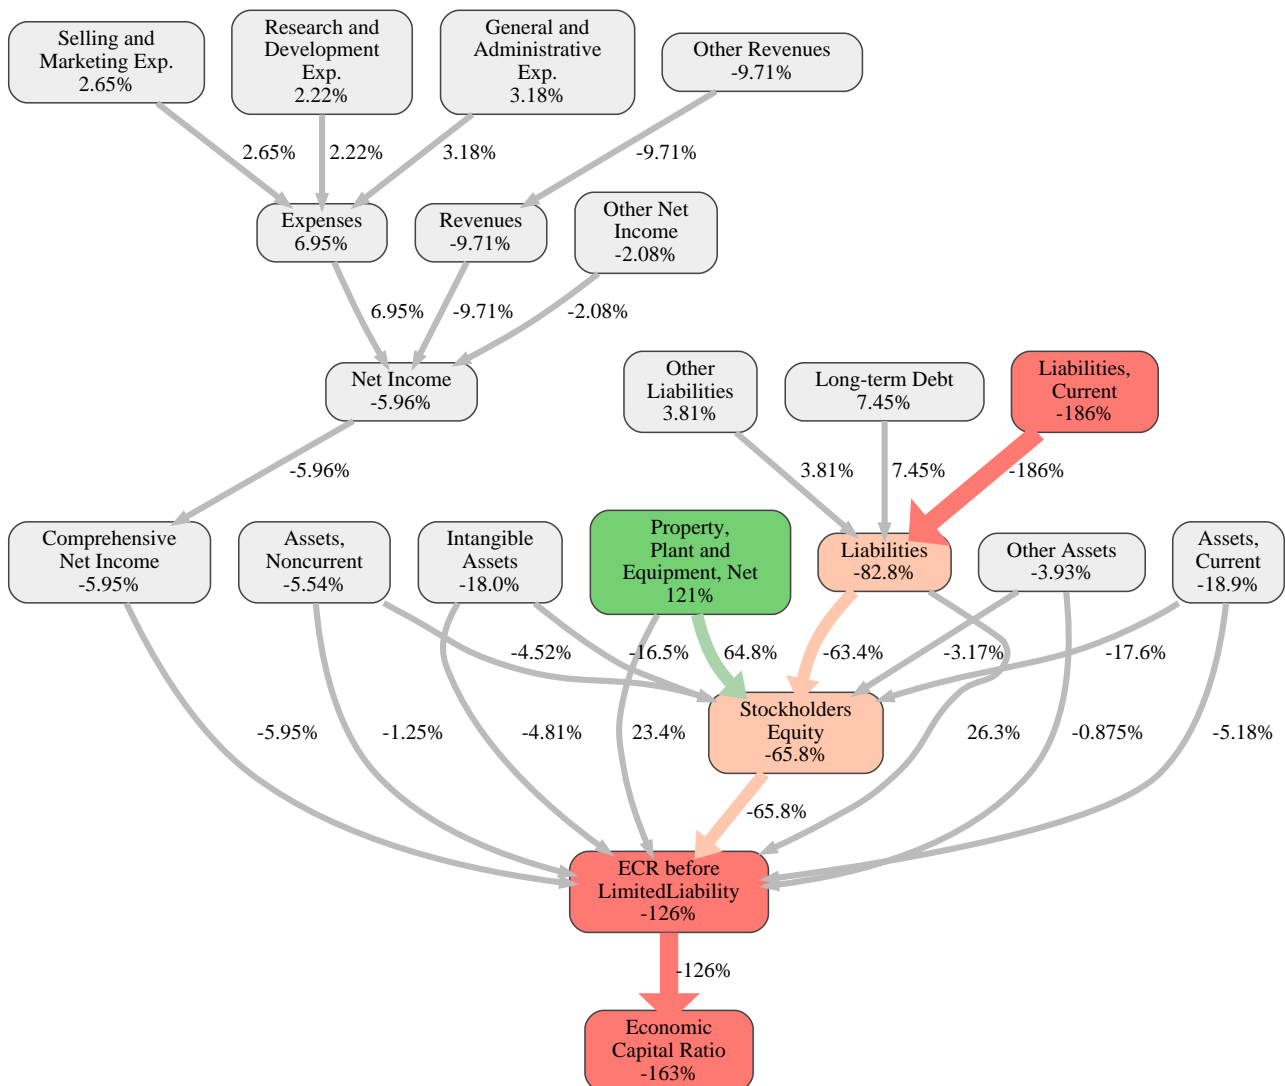 Selling and
Marketing Exp.
2.65%
Research and
Development
Exp.
2.22%
General and
Administrative
Exp.
3.18%
Other Revenues
-9.71%
2.65%
2.22%
3.18%
-9.71%
Expenses
6.95%
Revenues
-9.71%
Other Net
Income
-2.08%
6.95%
-9.71%
-2.08%
Net Income
-5.96%
Other
Liabilities
3.81%
Long-term Debt
7.45%
Liabilities,
Current
-186%
-5.96%
3.81%
7.45%
-186%
Comprehensive
Net Income
-5.95%
Assets,
Noncurrent
-5.54%
Intangible
Assets
-18.0%
Property,
Plant and
Equipment, Net
121%
Liabilities
-82.8%
Other Assets
-3.93%
Assets,
Current
-18.9%
-4.52%
-16.5%
64.8%
-63.4%
-3.17%
-17.6%
Stockholders
Equity
-65.8%
-5.95%
-1.25%
-4.81%
23.4%
26.3%
-0.875%
-5.18%
-65.8%
ECR before
LimitedLiability
-126%
-126%
Economic
Capital Ratio
-163%